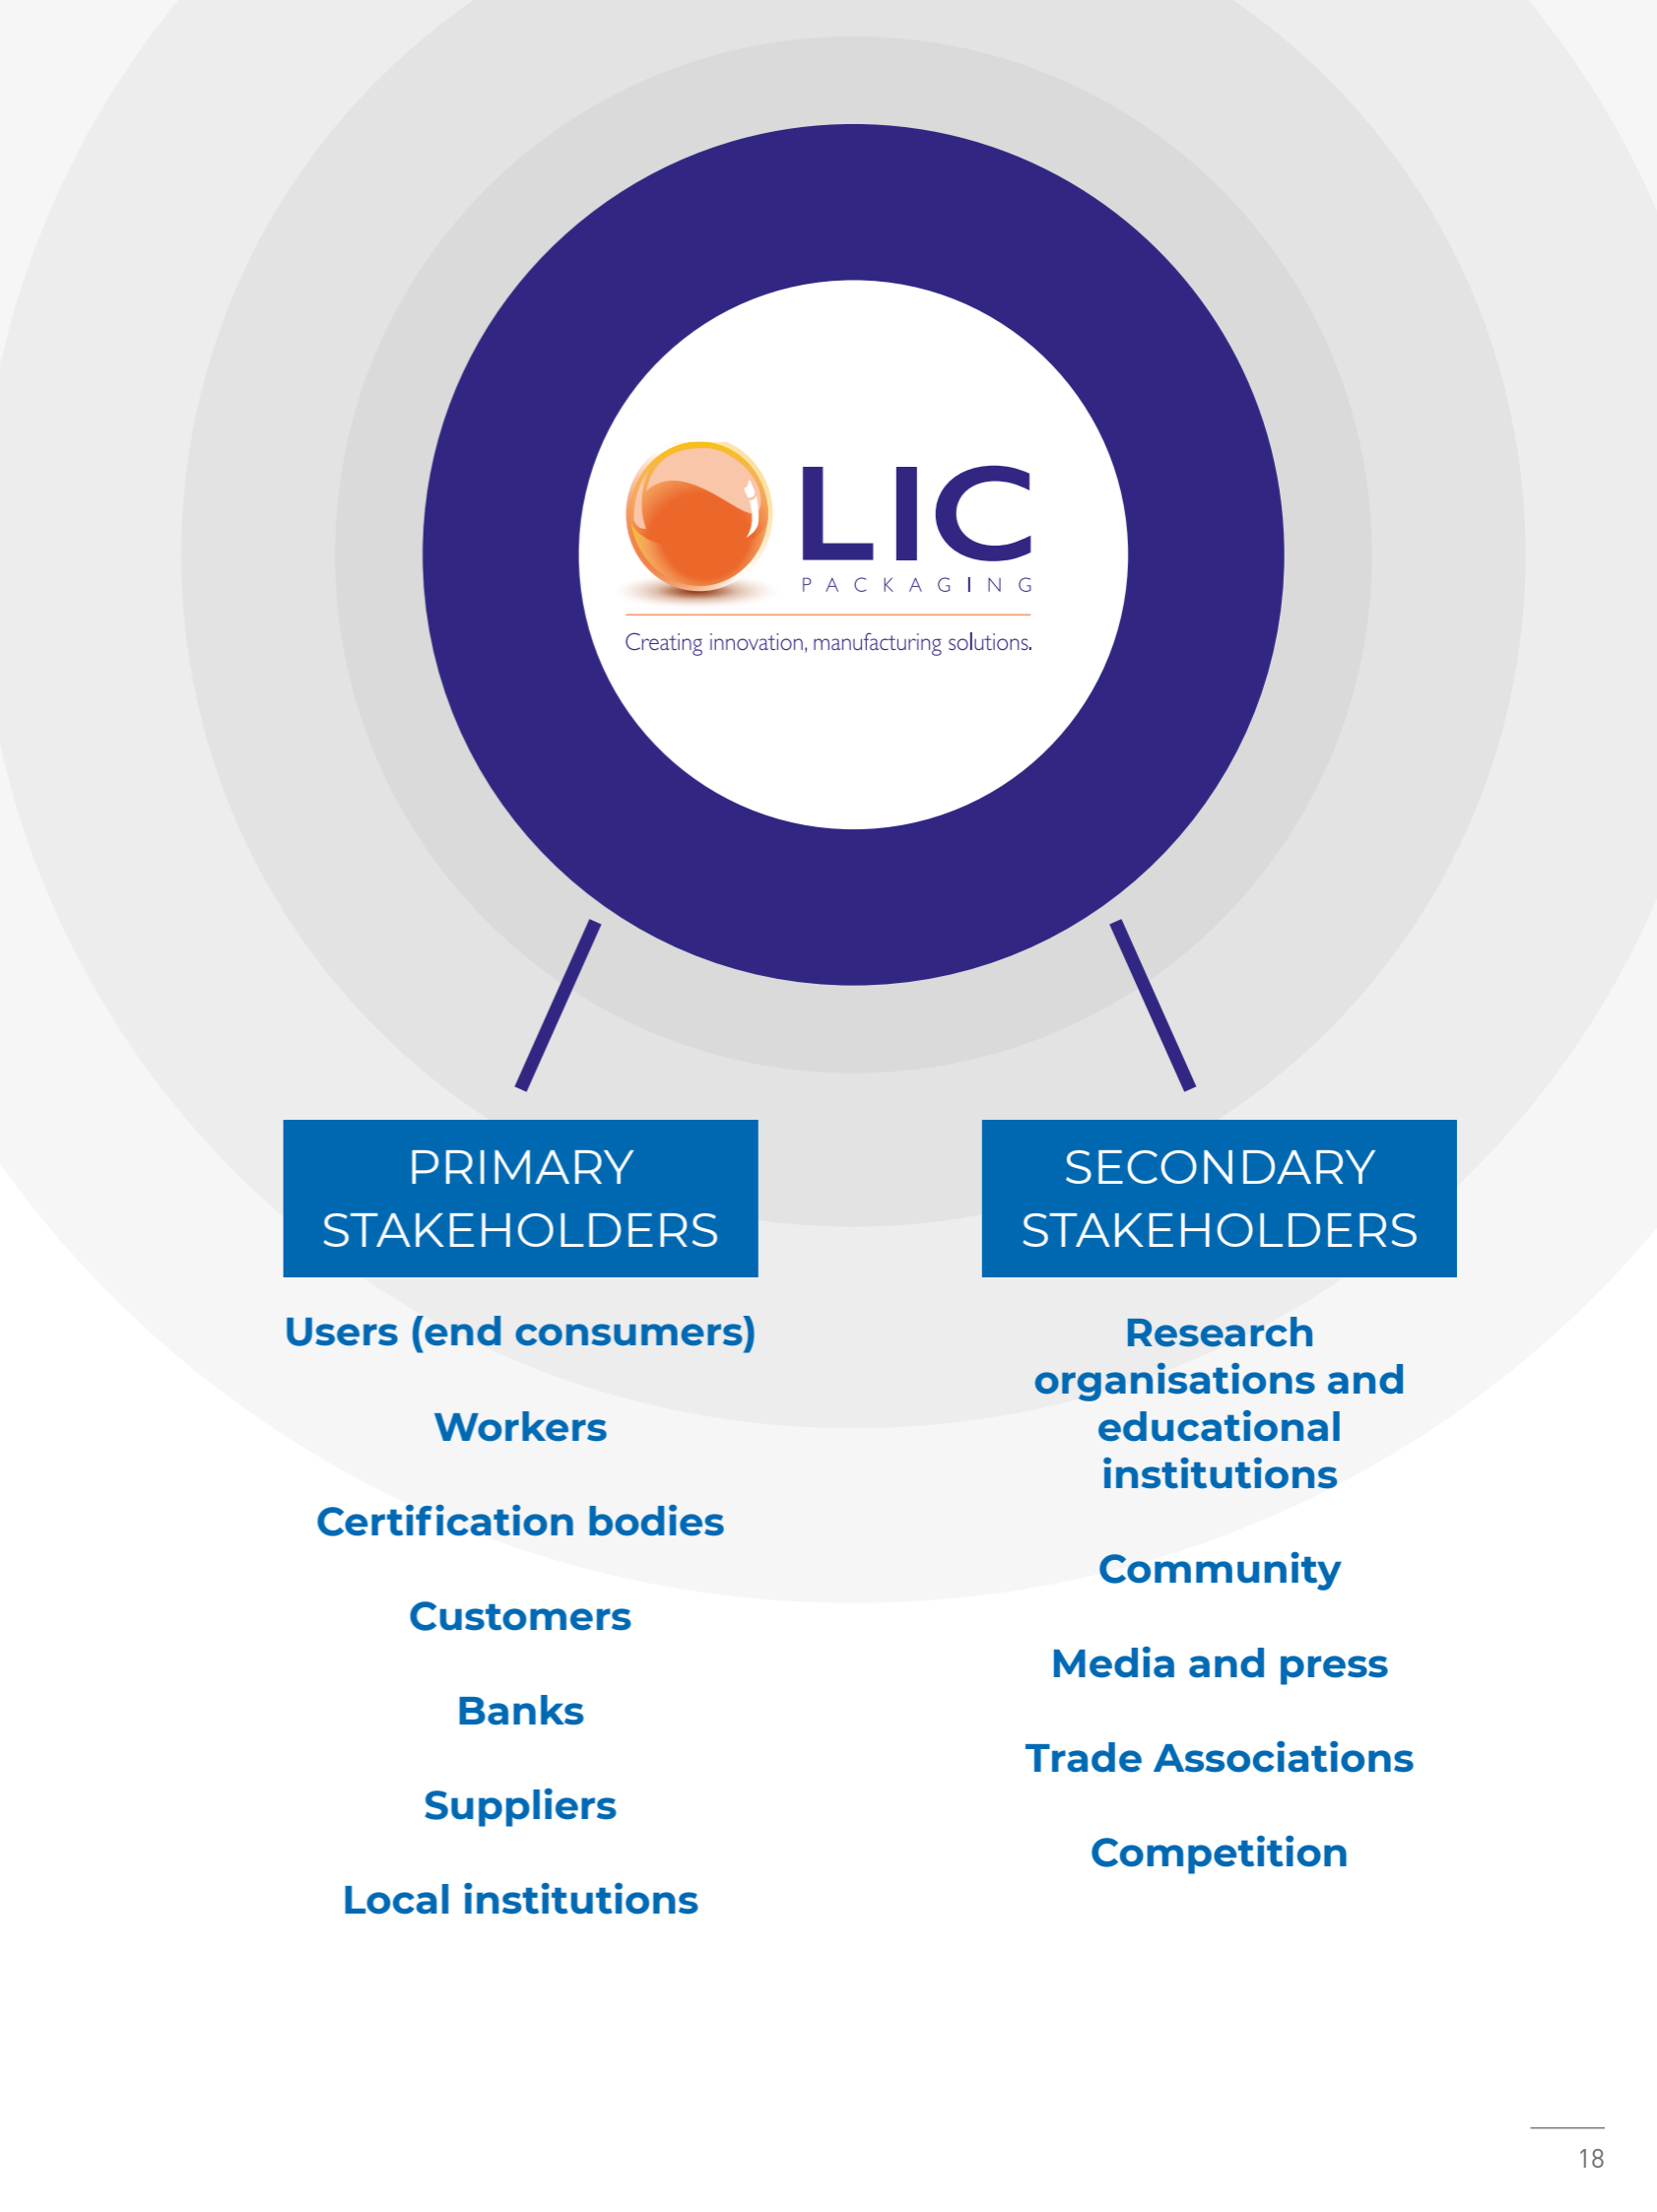 LIC
PACKAGING
Creating innovation, manufacturing solutions.
PRIMARY
STAKEHOLDERS
Users (end consumers)
Workers
Certification bodies
Customers
Banks
Suppliers
Local institutions
SECONDARY
STAKEHOLDERS
Research
organisations and
educational
institutions
Community
Media and press
Trade Associations
Competition
18